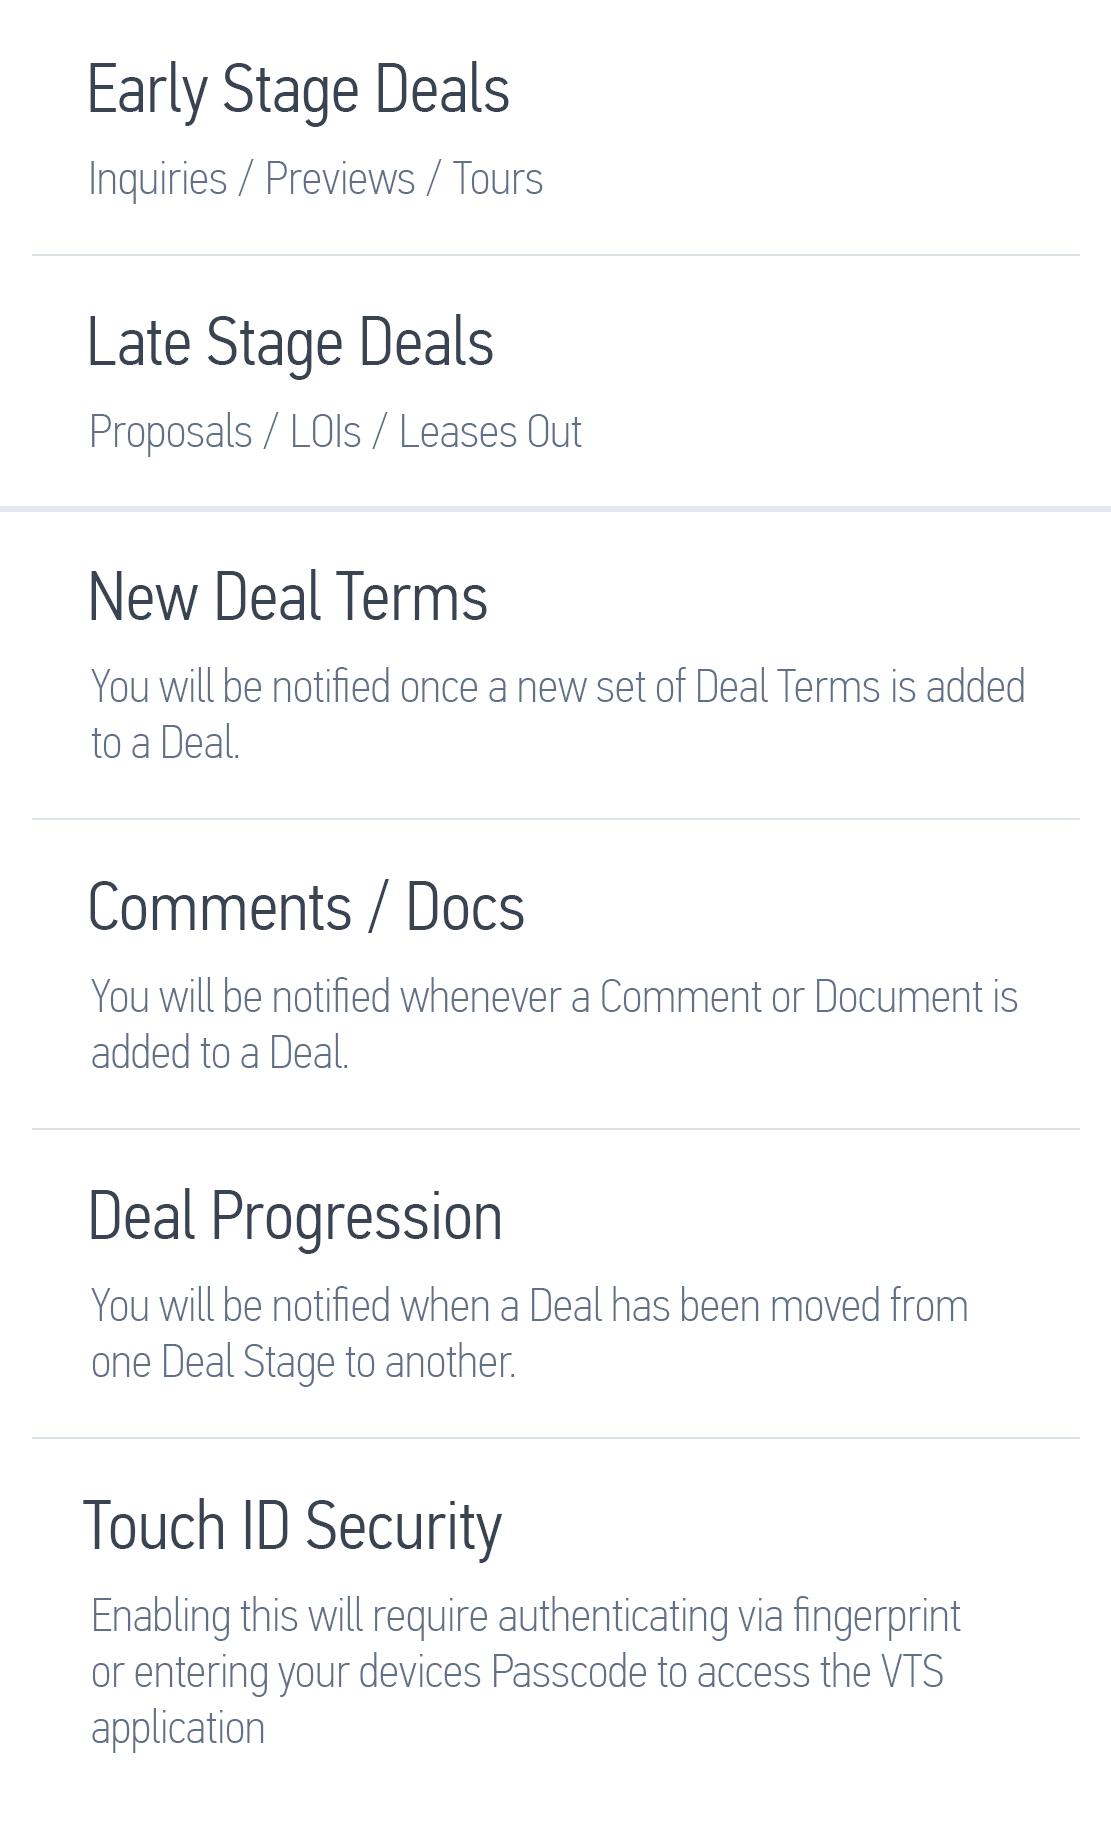 Early Stage Deals
Inquiries / Previews / Tours
Late Stage Deals
Proposals / LOIs / Leases Out
New Deal Terms
You will be notified once a new set of Deal Terms is added
to a Deal.
Comments / Docs
You will be notified whenever a Comment or Document is
added to a Deal.
Deal Progression
You will be notified when a Deal has been moved from
one Deal Stage to another.
Touch ID Security
Enabling this will require authenticating via fingerprint
or entering your devices Passcode to access the VTS
application